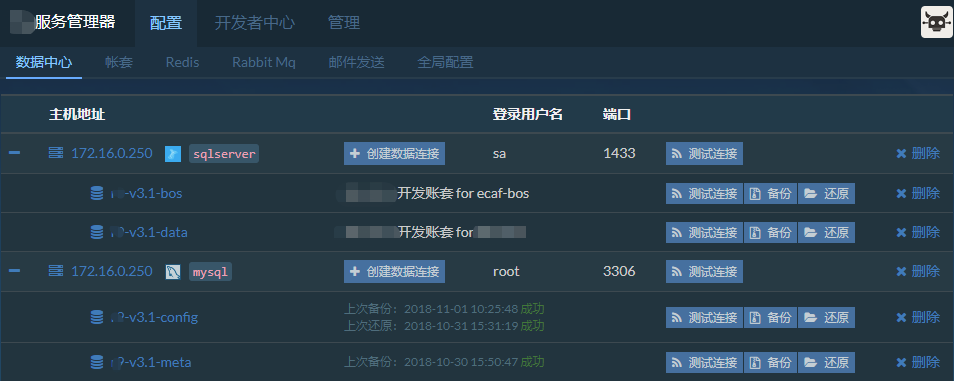 服务管理器 配置 开发者中心 管理
数据中心 帐套 Redis Rabbit Mq 邮件发送 全局配置
主机地址 登录用户名 端口
172.16.0.250 sqlserver 创建数据连接 sa 1433 测试连接 删除
-v3.1-bos 开发账套 for ecaf-bos 测试连接 备份 还原 删除
-v3.1-data 开发账套 for 测试连接 备份 还原 删除
172.16.0.250 mysql 创建数据连接 root 3306 测试连接 删除
-v3.1-config 上次备份：2018-11-01 10:25:48 成功 测试连接 备份 还原 删除
上次还原：2018-10-31 15:31:19 成功
-v3.1-meta 上次备份：2018-10-30 15:50:47 成功 测试连接 备份 还原 删除